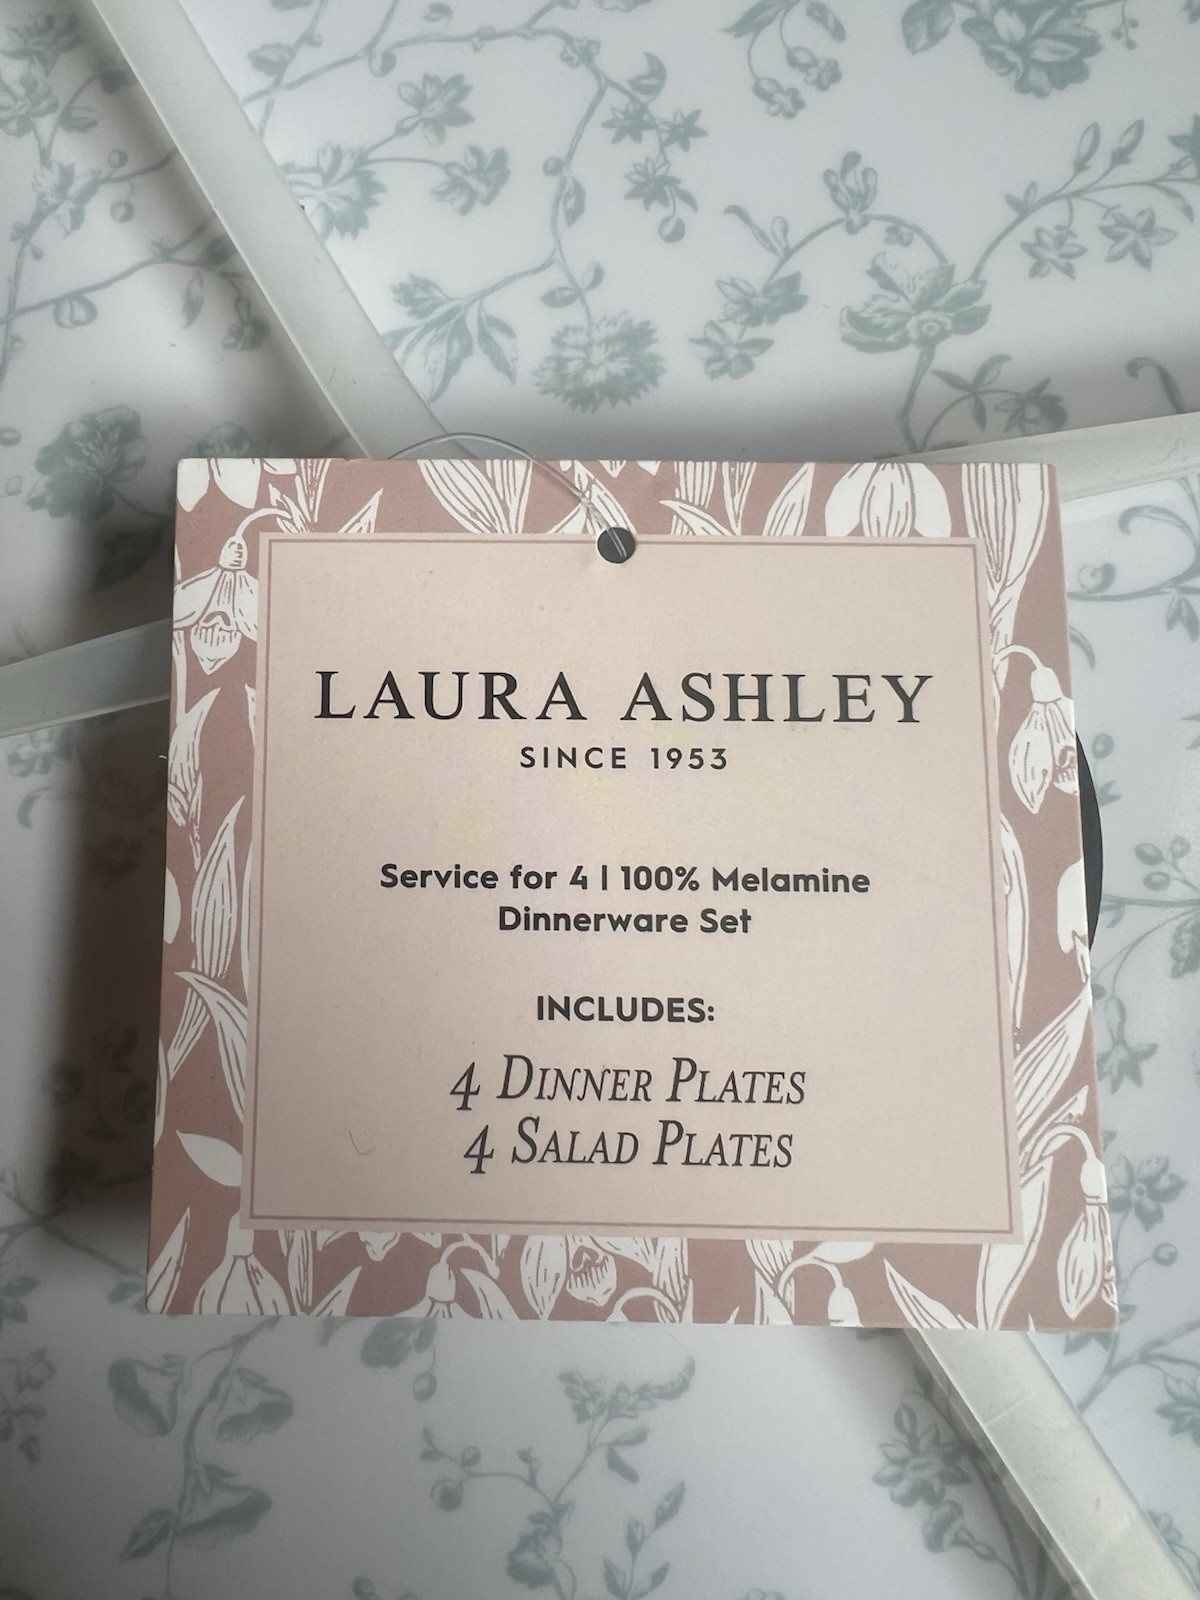 LAURA ASHLEY
SINCE 1953
Service for 4 | 100% Melamine
Dinnerware Set
INCLUDES:
4 DINNER PLATES
4 SALAD PLATES